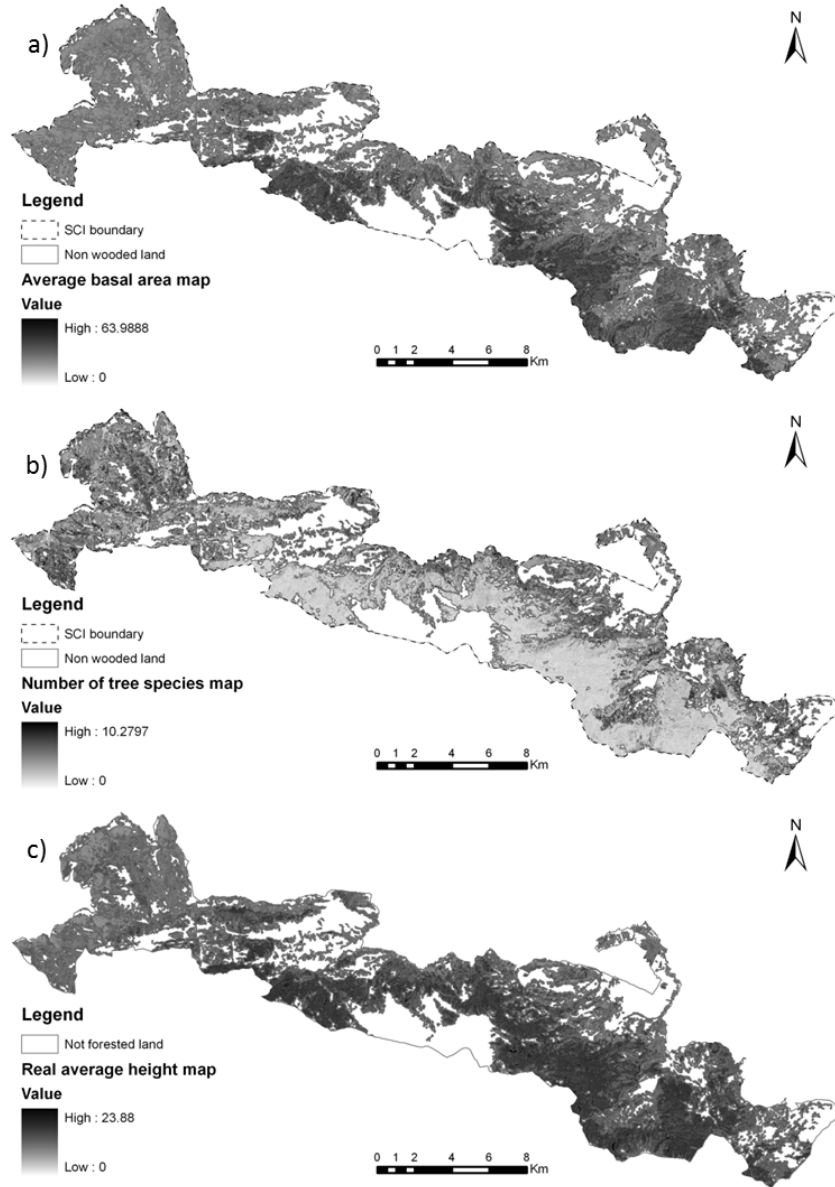 a)
N
Legend
SCI boundary
Non wooded land
Average basal area map
Value
High : 63.9888
Low : 0
0 1 2 4 6 8
Km
b)
N
Legend
SCI boundary
Non wooded land
Number of tree species map
Value
High : 10.2797
Low : 0
0 1 2 4 6 8
Km
c)
N
Legend
Not forested land
Real average height map
Value
High : 23.88
Low : 0
0 1 2 4 6 8
Km